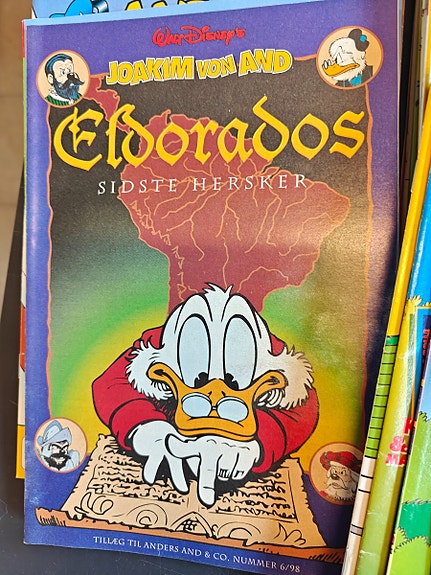 Walt Disney's
JOAKIM VON AND
Eldorados
SIDSTE HERSKER
TILLÆG TIL ANDERS AND & CO. NUMMER 6/98